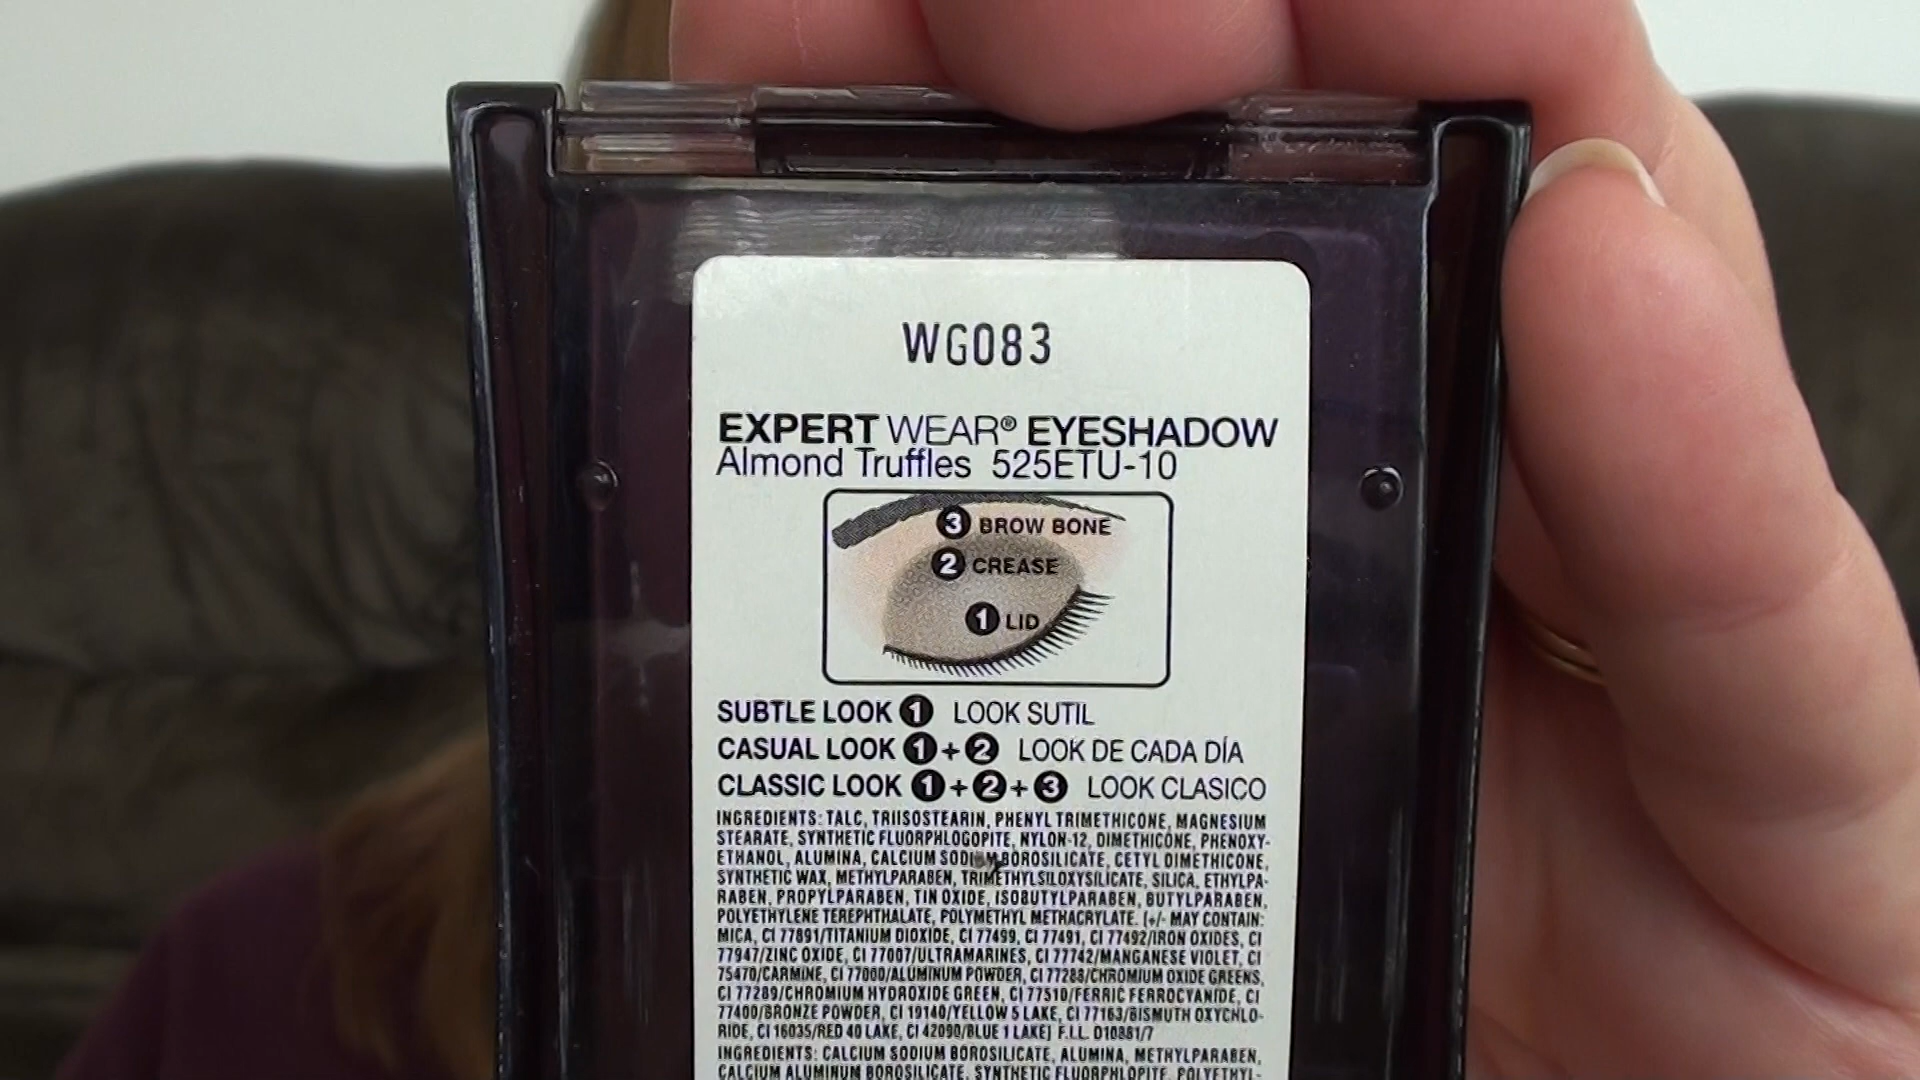 WG083
EXPERT WEAR® EYESHADOW
Almond Truffles 525ETU-10
3 BROW BONE
2 CREASE
1 LID
SUBTLE LOOK 1 LOOK SUTIL
CASUAL LOOK 1 + 2 LOOK DE CADA DÍA
CLASSIC LOOK 1 + 2 + 3 LOOK CLASICO
INGREDIENTS: TALC, TRIISOSTEARIN, PHENYL TRIMETHICONE, MAGNESIUM
STEARATE, SYNTHETIC FLUORPHLOGOPITE, NYLON-12, DIMETHICONE, PHENOXY-
ETHANOL, ALUMINA, CALCIUM SODIUM BOROSILICATE, CETYL DIMETHICONE,
SYNTHETIC WAX, METHYLPARABEN, TRIMETHYLSILOXYSILICATE, SILICA, ETHYLPA-
RABEN, PROPYLPARABEN, TIN OXIDE, ISOBUTYLPARABEN, BUTYLPARABEN,
POLYETHYLENE TEREPHTHALATE, POLYMETHYL METHACRYLATE. [+/- MAY CONTAIN:
MICA, CI 77891/TITANIUM DIOXIDE, CI 77499, CI 77491, CI 77492/IRON OXIDES, CI
77947/ZINC OXIDE, CI 77007/ULTRAMARINES, CI 77742/MANGANESE VIOLET, CI
75470/CARMINE, CI 77000/ALUMINUM POWDER, CI 77288/CHROMIUM OXIDE GREENS,
CI 77289/CHROMIUM HYDROXIDE GREEN, CI 77510/FERRIC FERROCYANIDE, CI
77400/BRONZE POWDER, CI 19140/YELLOW 5 LAKE, CI 77163/BISMUTH OXYCHLO-
RIDE, CI 16035/RED 40 LAKE, CI 42090/BLUE 1 LAKE] F.I.L. D10881/7
INGREDIENTS: CALCIUM SODIUM BOROSILICATE, ALUMINA, METHYLPARABEN,
CALCIUM ALUMINUM BOROSILICATE, SYNTHETIC FLUORPHLOPITE, POLYETHYL-